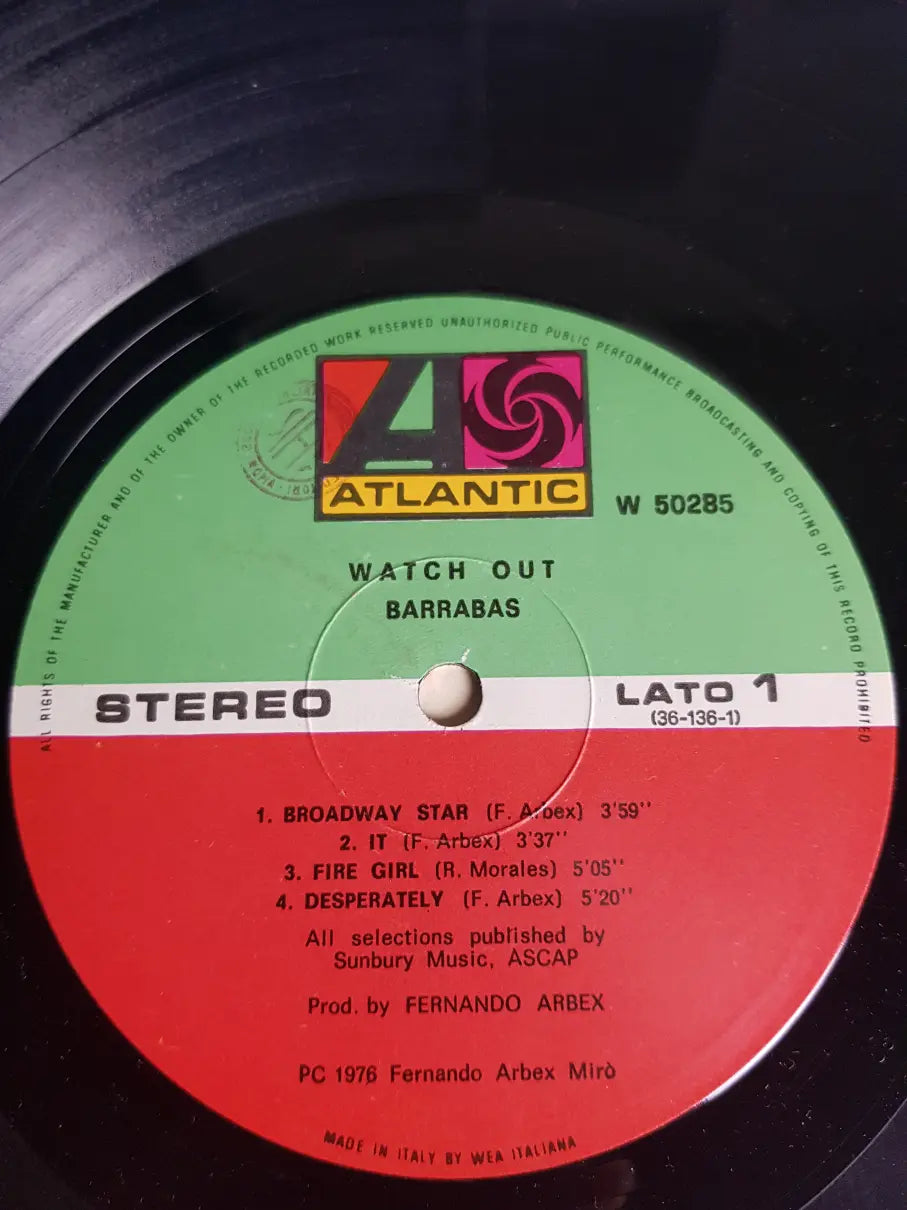 ALL RIGHTS OF THE MANUFACTURER AND OF THE OWNER OF THE RECORDED WORK RESERVED UNAUTHORIZED PUBLIC PERFORMANCE BROADCASTING AND COPYING OF THIS RECORD PROHIBITED
A
ATLANTIC
W 50285
WATCH OUT
BARRABAS
STEREO
LATO 1
(36-136-1)
1. BROADWAY STAR (F. Arbex) 3'59"
2. IT (F. Arbex) 3'37"
3. FIRE GIRL (R. Morales) 5'05"
4. DESPERATELY (F. Arbex) 5'20"
All selections published by
Sunbury Music, ASCAP
Prod. by FERNANDO ARBEX
PC 1976 Fernando Arbex Mirò
MADE IN ITALY BY WEA ITALIANA